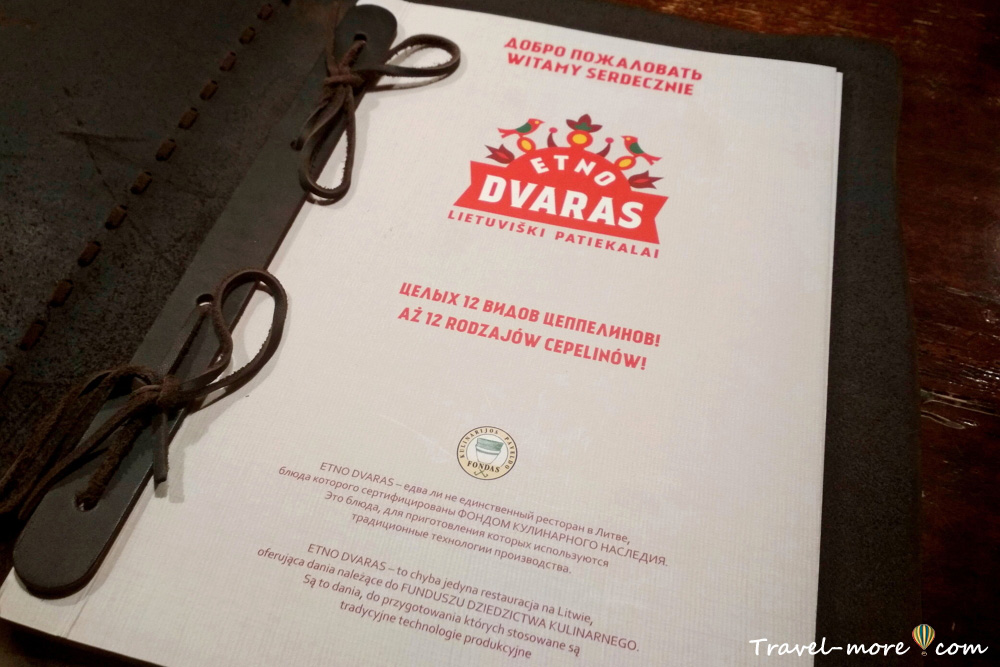 ДОБРО ПОЖАЛОВАТЬ
WITAMY SERDECZNIE
ETNO
DVARAS
LIETUVIŠKI PATIEKALAI
ЦЕЛЫХ 12 ВИДОВ ЦЕППЕЛИНОВ!
AŻ 12 RODZAJÓW CEPELINÓW!
KULINARIJOS PAVELDO
FONDAS
ETNO DVARAS – едва ли не единственный ресторан в Литве,
блюда которого сертифицированы ФОНДОМ КУЛИНАРНОГО НАСЛЕДИЯ.
Это блюда, для приготовления которых используются
традиционные технологии производства.
ETNO DVARAS – to chyba jedyna restauracja na Litwie,
oferująca dania należące do FUNDUSZU DZIEDZICTWA KULINARNEGO.
Są to dania, do przygotowania których stosowane są
tradycyjne technologie produkcyjne
Travel-more.com